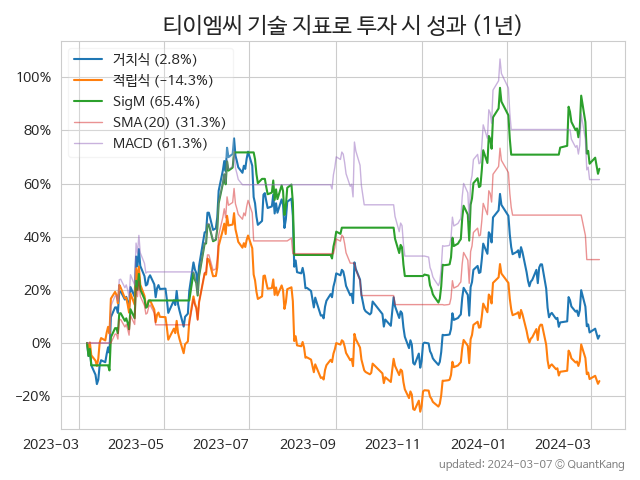 티이엠씨 기술 지표로 투자 시 성과 (1년)
거치식 (2.8%)
적립식 (−14.3%)
SigM (65.4%)
SMA(20) (31.3%)
MACD (61.3%)
100%
80%
60%
40%
20%
0%
−20%
2023−03 2023−05 2023−07 2023−09 2023−11 2024−01 2024−03
updated: 2024−03−07 © QuantKang